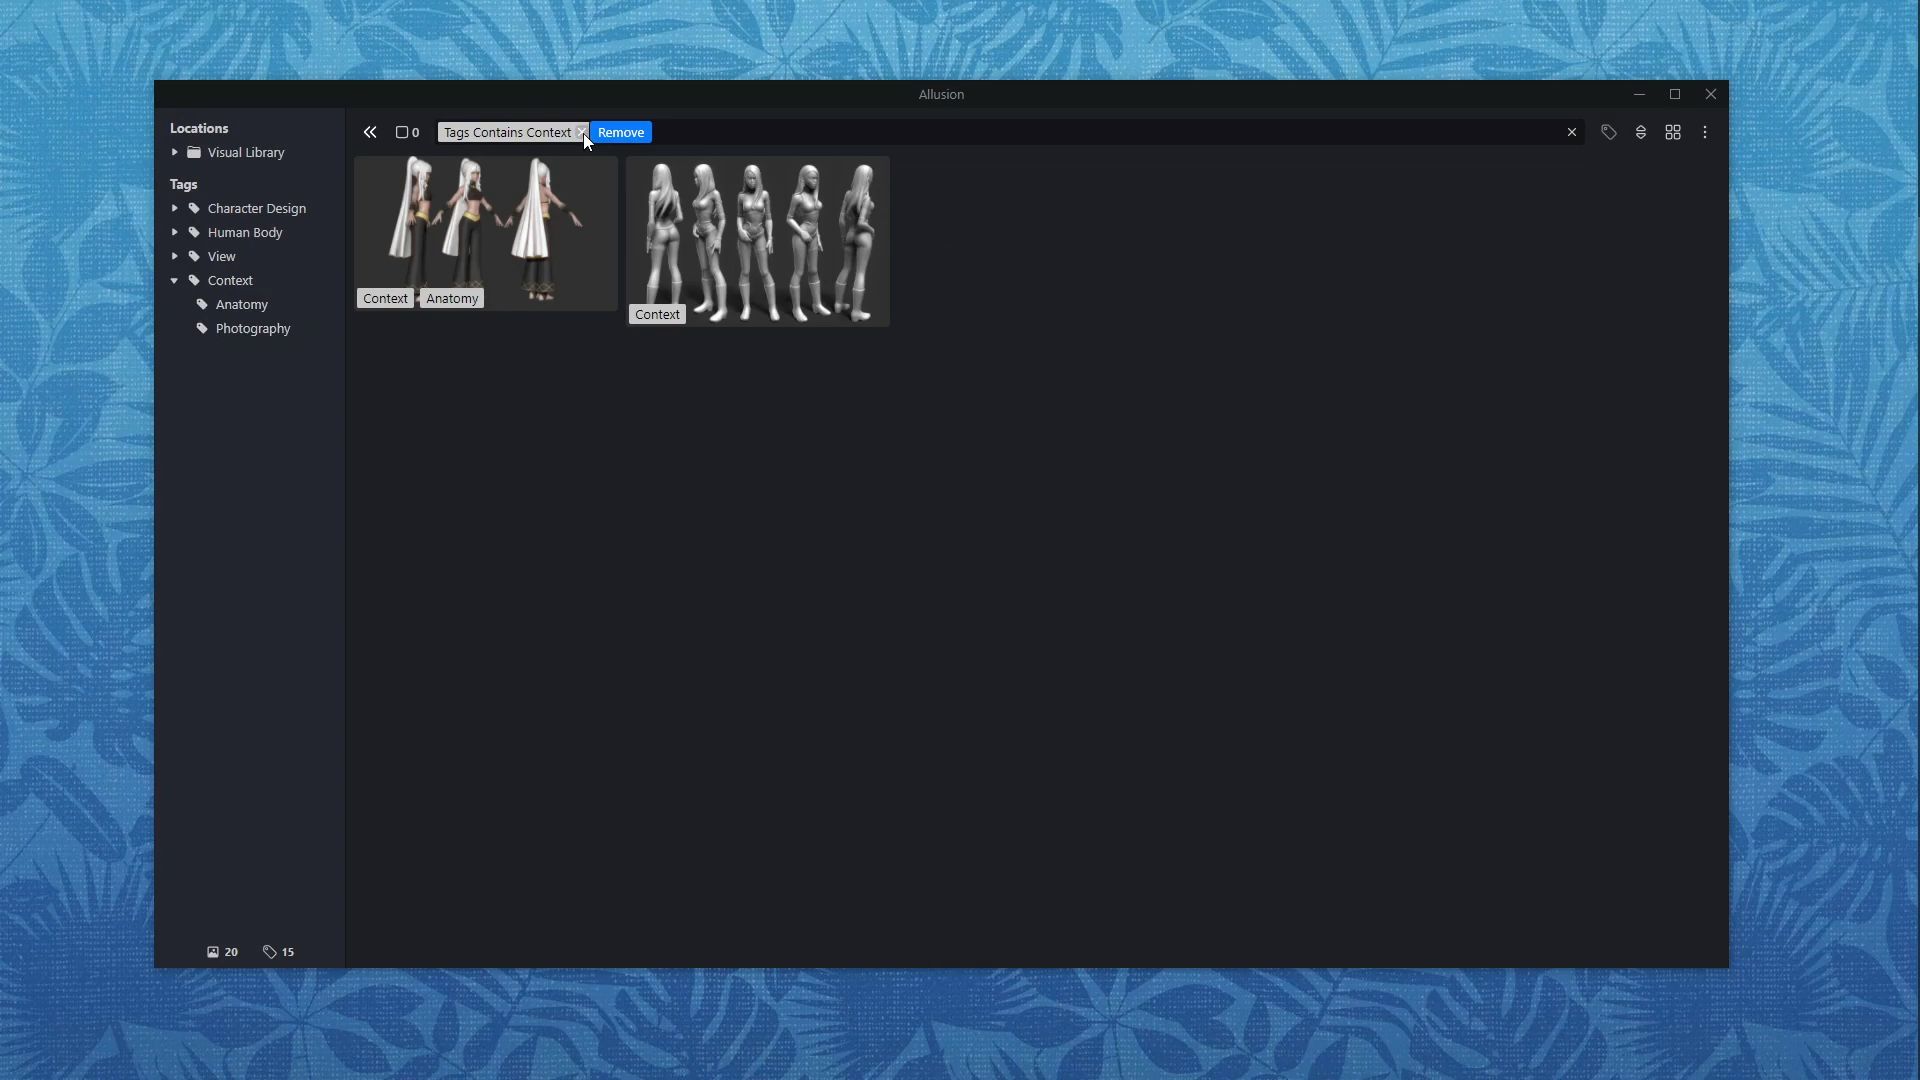 Allusion
Locations
Visual Library
Tags
Character Design
Human Body
View
Context
Anatomy
Photography
20 15
0 Tags Contains Context Remove
Context Anatomy
Context